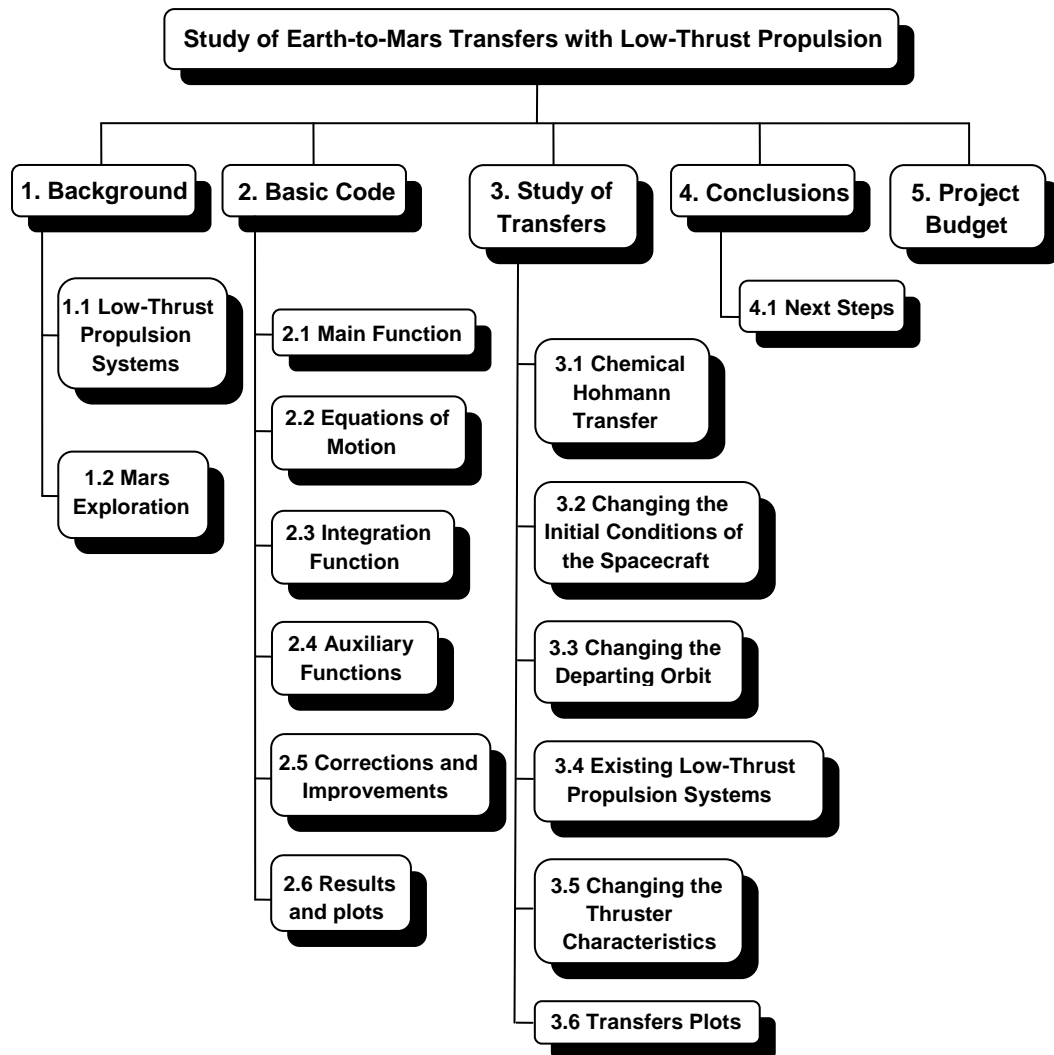 Study of Earth-to-Mars Transfers with Low-Thrust Propulsion
1. Background
2. Basic Code
3. Study of
Transfers
4. Conclusions
5. Project
Budget
1.1 Low-Thrust
Propulsion
Systems
1.2 Mars
Exploration
2.1 Main Function
2.2 Equations of
Motion
2.3 Integration
Function
2.4 Auxiliary
Functions
2.5 Corrections and
Improvements
2.6 Results
and plots
3.1 Chemical
Hohmann
Transfer
3.2 Changing the
Initial Conditions of
the Spacecraft
3.3 Changing the
Departing Orbit
3.4 Existing Low-Thrust
Propulsion Systems
3.5 Changing the
Thruster
Characteristics
3.6 Transfers Plots
4.1 Next Steps